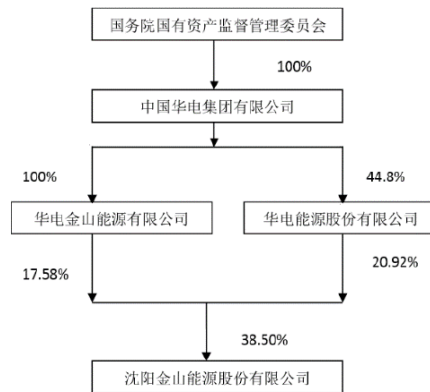 国务院国有资产监督管理委员会
100%
中国华电集团有限公司
100%
44.8%
华电金山能源有限公司
华电能源股份有限公司
17.58%
20.92%
38.50%
沈阳金山能源股份有限公司